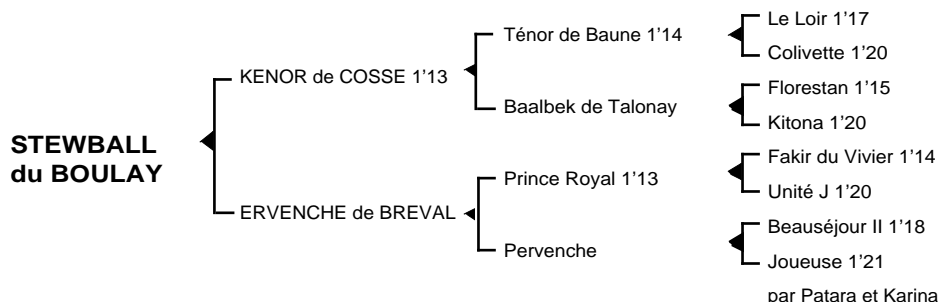 STEWBALL
du BOULAY
KENOR de COSSE 1'13
ERVENCHE de BREVAL
Ténor de Baune 1'14
Baalbek de Talonay
Prince Royal 1'13
Pervenche
Le Loir 1'17
Colivette 1'20
Florestan 1'15
Kitona 1'20
Fakir du Vivier 1'14
Unité J 1'20
Beauséjour II 1'18
Joueuse 1'21
par Patara et Karina